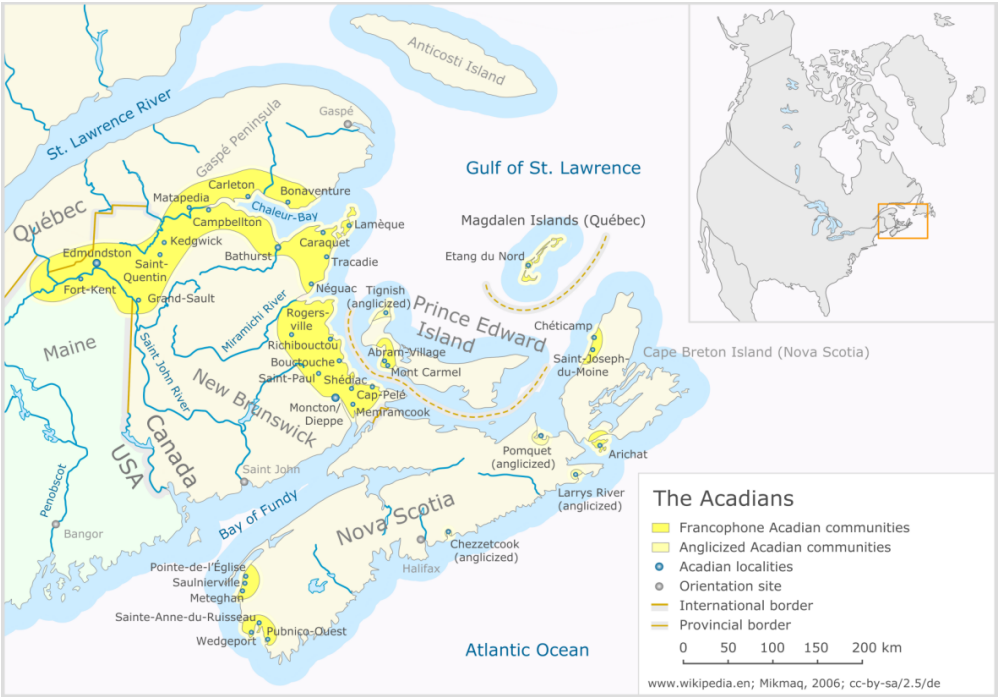 Anticosti Island
St. Lawrence River
Gaspé Peninsula
Gaspé
Gulf of St. Lawrence
Carleton
Bonaventure
Matapedia
Chaleur-Bay
Québec
Campbellton
Lamèque
Magdalen Islands (Québec)
Kedgwick
Caraquet
Edmundston
Bathurst
Etang du Nord
Saint-
Quentin
Tracadie
Fort-Kent
Grand-Sault
Néguac
Tignish
(anglicized)
Miramichi River
Rogers-
ville
Prince Edward
Island
Chéticamp
Maine
Richibouctou
Abram-Village
Saint-Joseph-
du-Moine
Cape Breton Island (Nova Scotia)
Saint John River
Bouctouche
Mont Carmel
Saint-Paul
Shédiac
New Brunswick
Cap-Pelé
Moncton/
Dieppe
Memramcook
Canada
USA
Pomquet
(anglicized)
Arichat
Saint John
Penobscot
Larrys River
(anglicized)
Bay of Fundy
Nova Scotia
Bangor
Chezzetcook
(anglicized)
Halifax
Pointe-de-l'Église
Saulnierville
Meteghan
Sainte-Anne-du-Ruisseau
Pubnico-Ouest
Wedgeport
Atlantic Ocean
The Acadians
Francophone Acadian communities
Anglicized Acadian communities
Acadian localities
Orientation site
International border
Provincial border
0 50 100 150 200 km
www.wikipedia.en; Mikmaq, 2006; cc-by-sa/2.5/de